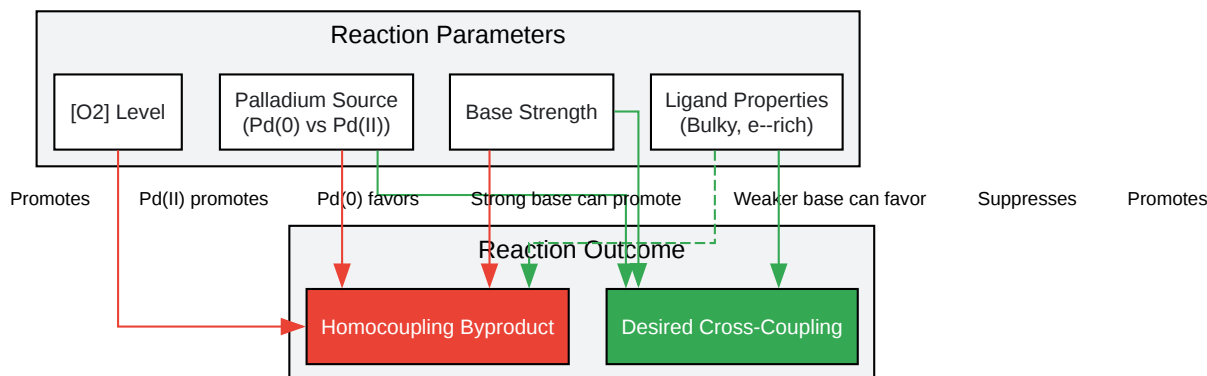 Reaction Parameters
[O2] Level
Palladium Source
(Pd(0) vs Pd(II))
Base Strength
Ligand Properties
(Bulky, e--rich)
Promotes
Pd(II) promotes
Pd(0) favors
Strong base can promote
Weaker base can favor
Suppresses
Promotes
Reaction Outcome
Homocoupling Byproduct
Desired Cross-Coupling